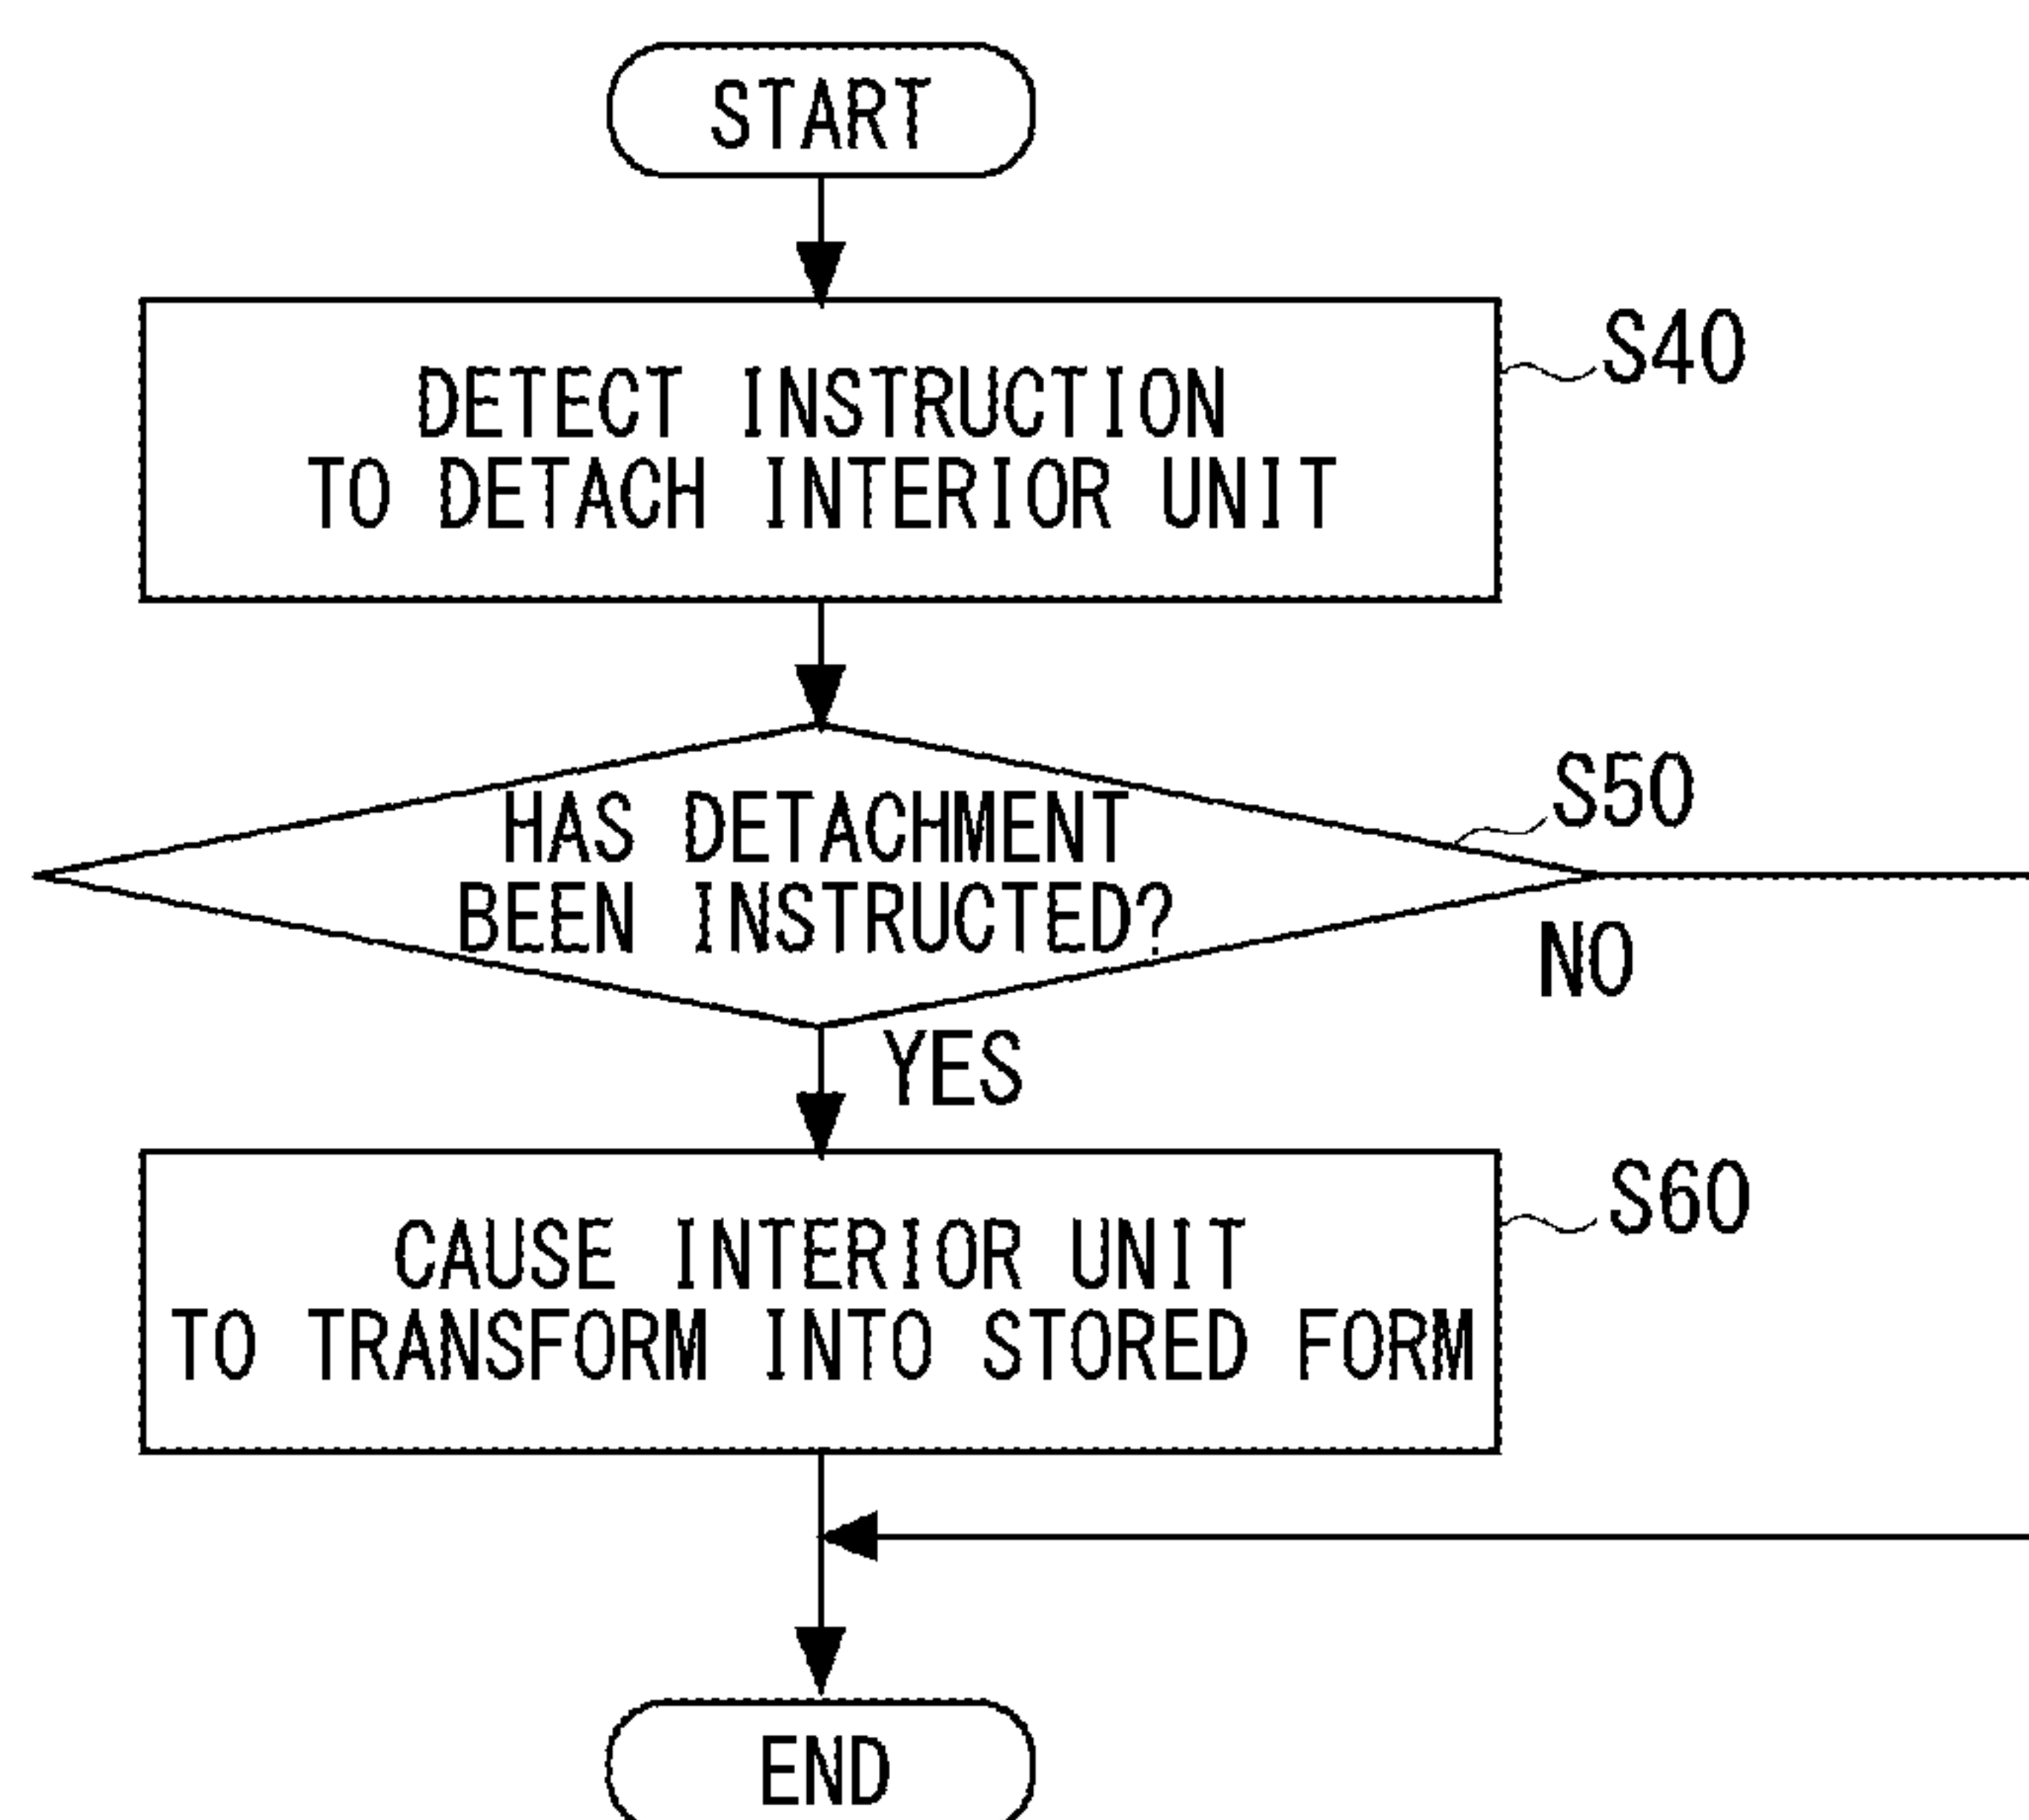 START
DETECT INSTRUCTION
TO DETACH INTERIOR UNIT
S40
HAS DETACHMENT
BEEN INSTRUCTED?
S50
NO
YES
CAUSE INTERIOR UNIT
TO TRANSFORM INTO STORED FORM
S60
END